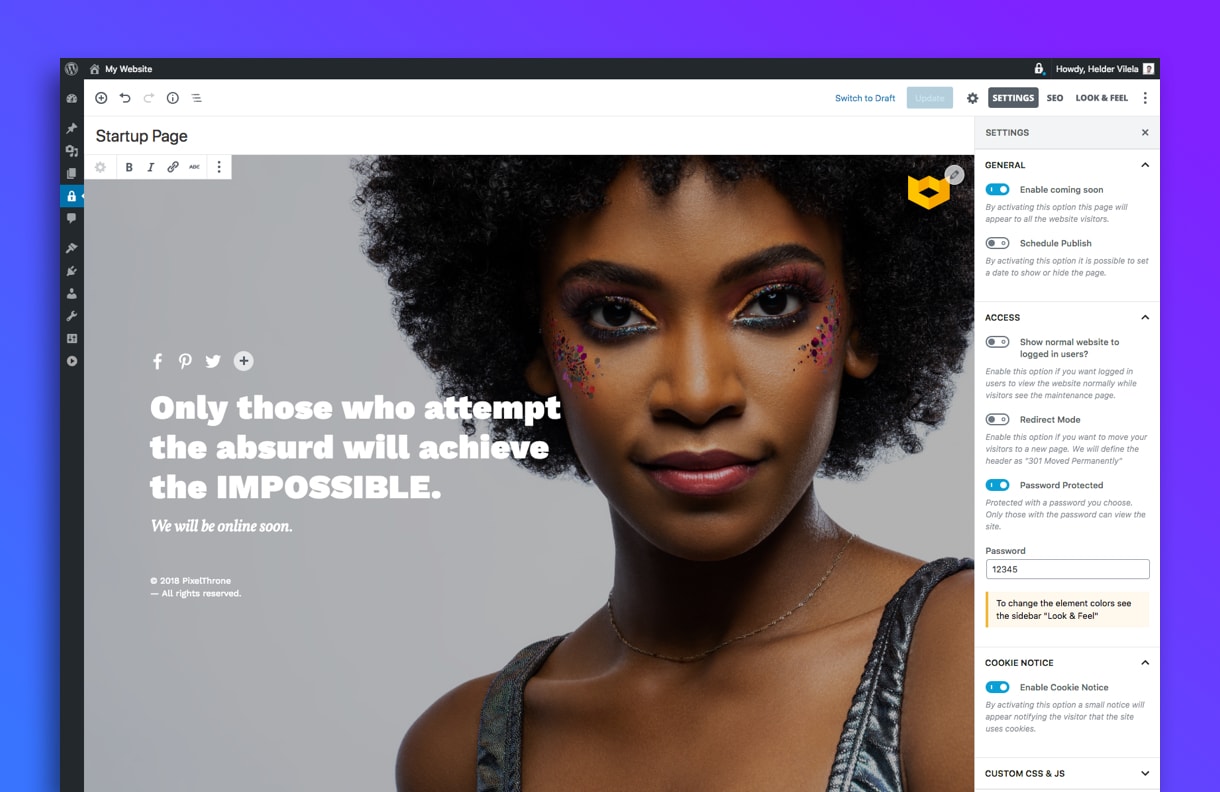 My Website
Howdy, Helder Vilela
Switch to Draft
Update
SETTINGS
SEO
LOOK & FEEL
Startup Page
B I ABC
SETTINGS
GENERAL
Enable coming soon
By activating this option this page will
appear to all the website visitors.
Schedule Publish
By activating this option it is possible to set
a date to show or hide the page.
ACCESS
Show normal website to
logged in users?
Enable this option if you want logged in
users to view the website normally while
visitors see the maintenance page.
Redirect Mode
Enable this option if you want to move your
visitors to a new page. We will define the
header as "301 Moved Permanently"
Password Protected
Protected with a password you choose.
Only those with the password can view the
site.
Password
12345
To change the element colors see
the sidebar "Look & Feel"
COOKIE NOTICE
Enable Cookie Notice
By activating this option a small notice will
appear notifying the visitor that the site
uses cookies.
CUSTOM CSS & JS
Only those who attempt
the absurd will achieve
the IMPOSSIBLE.
We will be online soon.
© 2018 PixelThrone
— All rights reserved.